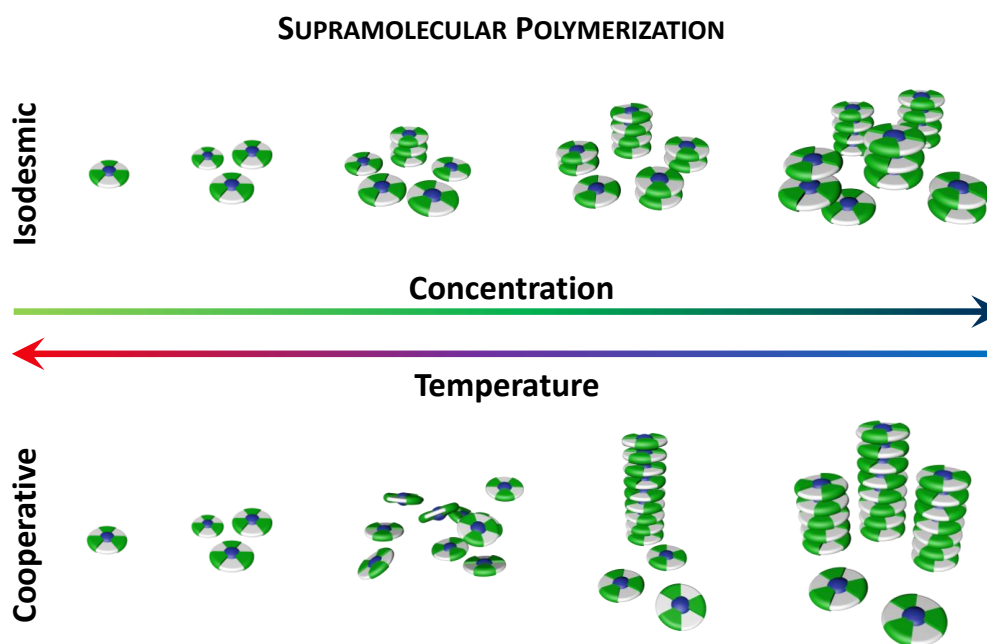 SUPRAMOLECULAR POLYMERIZATION
Isodesmic
Concentration
Temperature
Cooperative